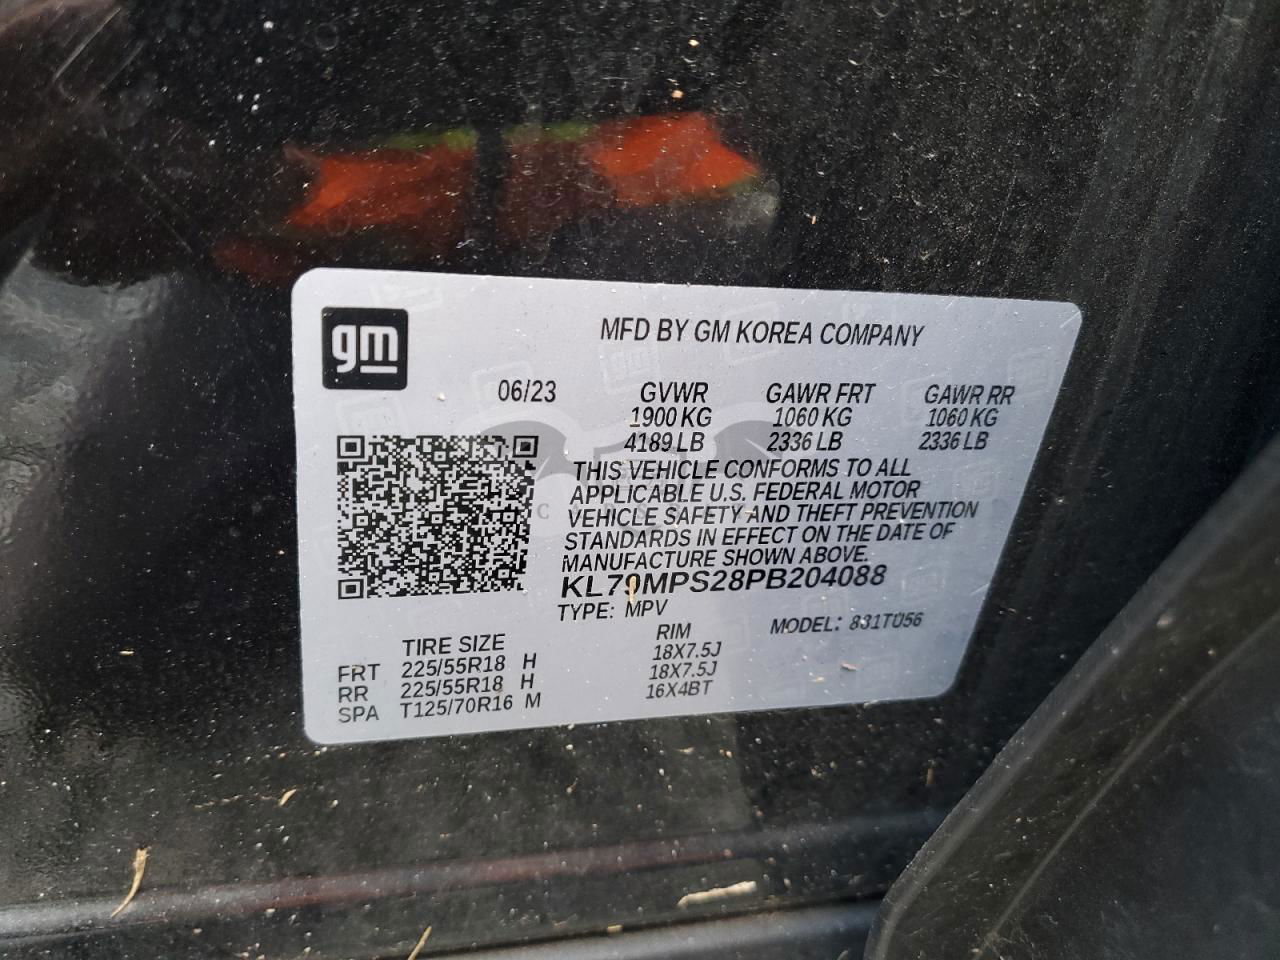 gm
MFD BY GM KOREA COMPANY
06/23 GVWR GAWR FRT GAWR RR
1900 KG 1060 KG 1060 KG
4189 LB 2336 LB 2336 LB
THIS VEHICLE CONFORMS TO ALL
APPLICABLE U.S. FEDERAL MOTOR
VEHICLE SAFETY AND THEFT PREVENTION
STANDARDS IN EFFECT ON THE DATE OF
MANUFACTURE SHOWN ABOVE.
KL79MPS28PB204088
TYPE: MPV MODEL: 831TU56
TIRE SIZE RIM
FRT 225/55R18 H 18X7.5J
RR 225/55R18 H 18X7.5J
SPA T125/70R16 M 16X4BT